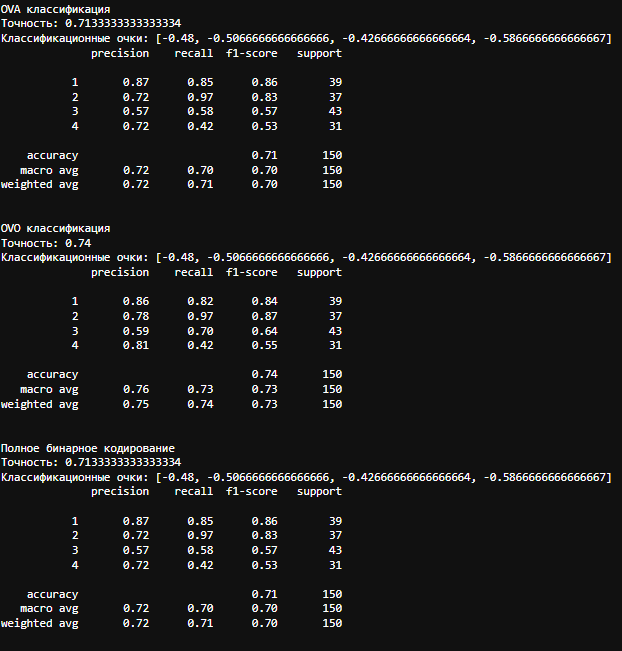 OVA классификация
Точность: 0.7133333333333334
Классификационные очки: [-0.48, -0.5066666666666666, -0.42666666666666664, -0.5866666666666667]
precision recall f1-score support
1 0.87 0.85 0.86 39
2 0.72 0.97 0.83 37
3 0.57 0.58 0.57 43
4 0.72 0.42 0.53 31
accuracy 0.71 150
macro avg 0.72 0.70 0.70 150
weighted avg 0.72 0.71 0.70 150
OVO классификация
Точность: 0.74
Классификационные очки: [-0.48, -0.5066666666666666, -0.42666666666666664, -0.5866666666666667]
precision recall f1-score support
1 0.86 0.82 0.84 39
2 0.78 0.97 0.87 37
3 0.59 0.70 0.64 43
4 0.81 0.42 0.55 31
accuracy 0.74 150
macro avg 0.76 0.73 0.73 150
weighted avg 0.75 0.74 0.73 150
Полное бинарное кодирование
Точность: 0.7133333333333334
Классификационные очки: [-0.48, -0.5066666666666666, -0.42666666666666664, -0.5866666666666667]
precision recall f1-score support
1 0.87 0.85 0.86 39
2 0.72 0.97 0.83 37
3 0.57 0.58 0.57 43
4 0.72 0.42 0.53 31
accuracy 0.71 150
macro avg 0.72 0.70 0.70 150
weighted avg 0.72 0.71 0.70 150